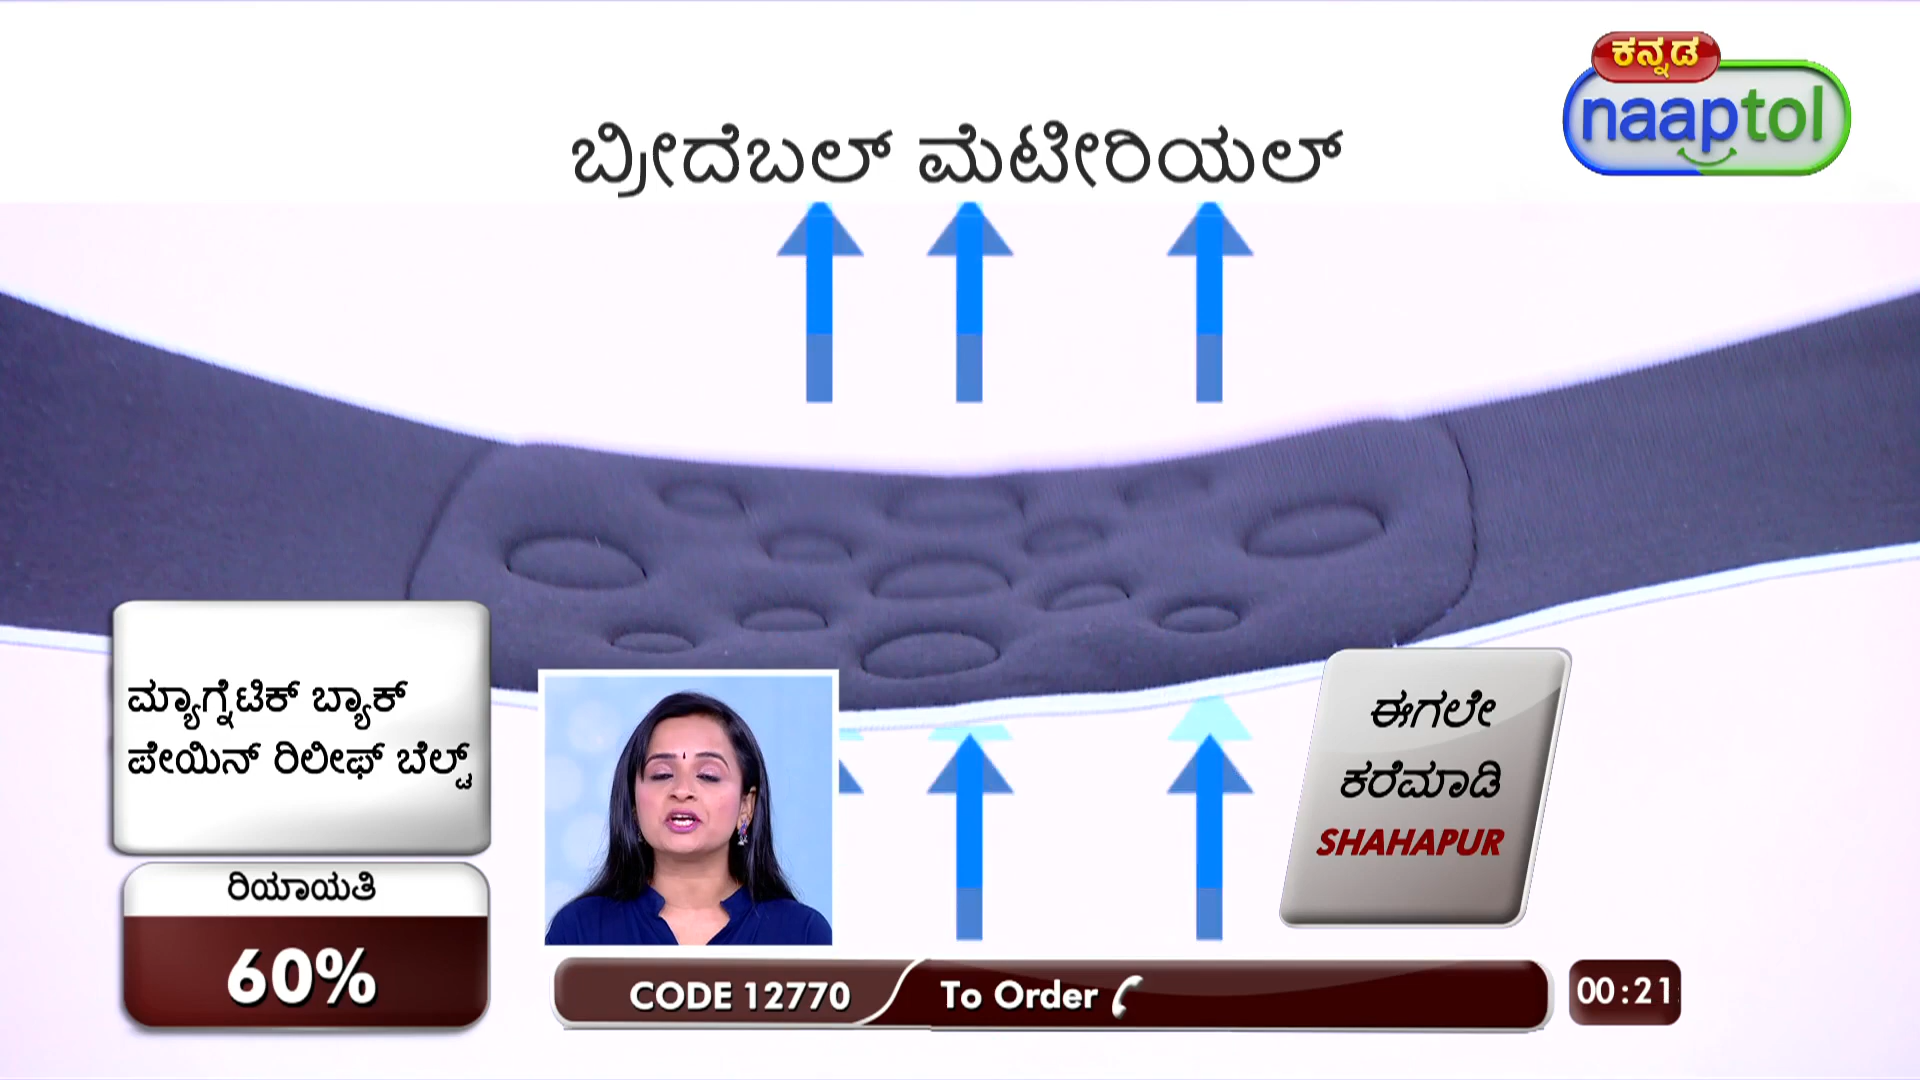 ಕನ್ನಡ
naaptol
ಬ್ರೀದೆಬಲ್ ಮೆಟೀರಿಯಲ್
ಮ್ಯಾಗ್ನೆಟಿಕ್ ಬ್ಯಾಕ್
ಪೇಯಿನ್ ರಿಲೀಫ್ ಬೆಲ್ಟ್
ರಿಯಾಯತಿ
60%
ಈಗಲೇ
ಕರೆಮಾಡಿ
SHAHAPUR
CODE 12770 To Order
00:21